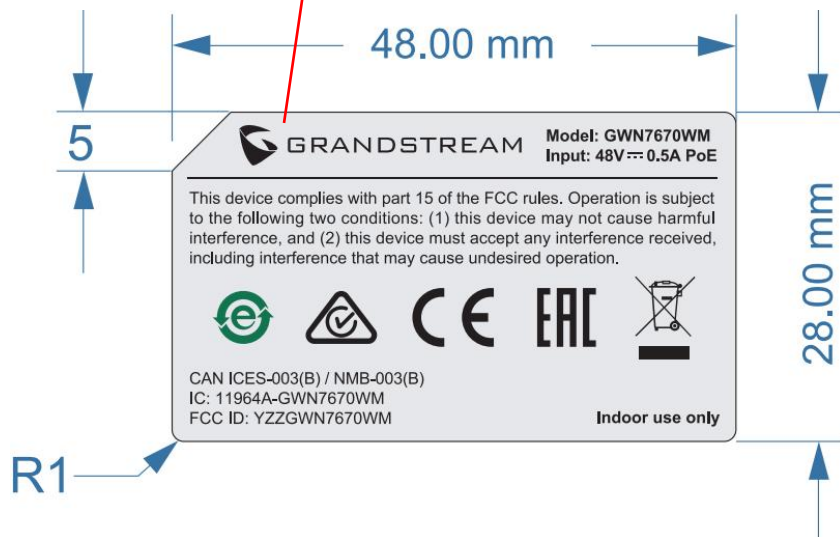 48.00 mm
5
GRANDSTREAM
Model: GWN7670WM
Input: 48V⎓0.5A PoE
This device complies with part 15 of the FCC rules. Operation is subject
to the following two conditions: (1) this device may not cause harmful
interference, and (2) this device must accept any interference received,
including interference that may cause undesired operation.
e
CE
EAC
28.00 mm
CAN ICES-003(B) / NMB-003(B)
IC: 11964A-GWN7670WM
FCC ID: YZZGWN7670WM
Indoor use only
R1